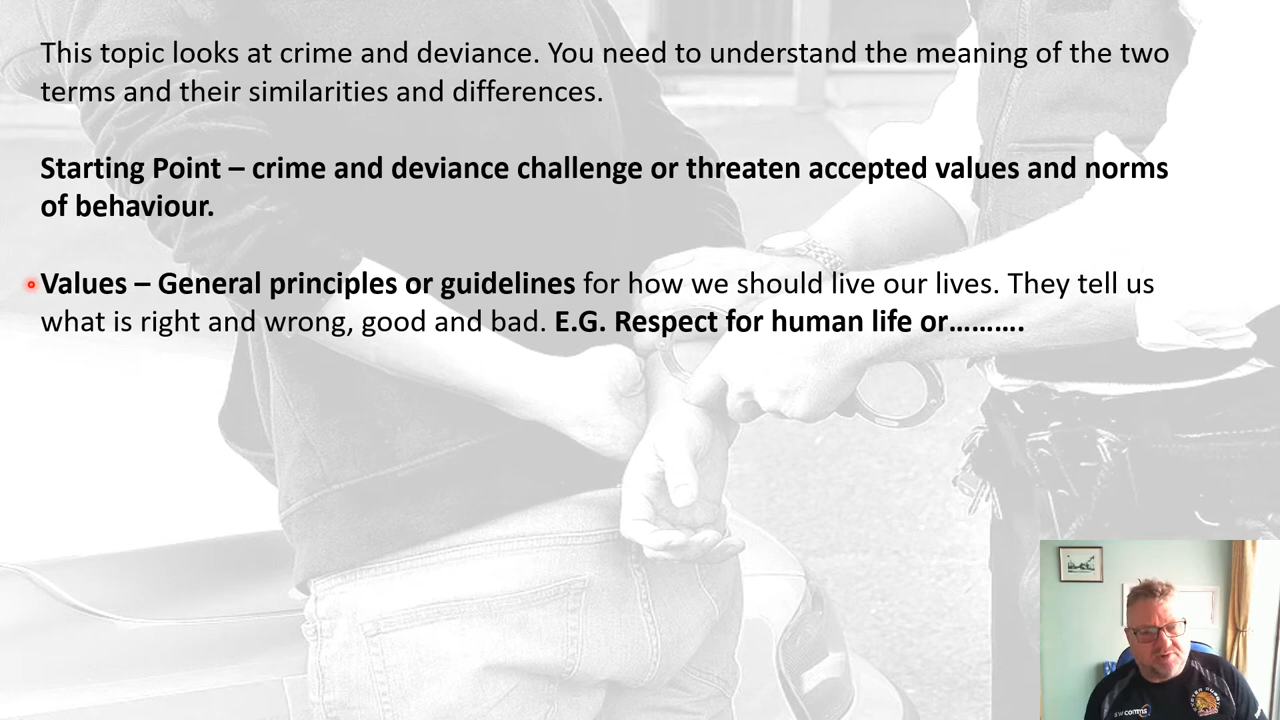 This topic looks at crime and deviance. You need to understand the meaning of the two
terms and their similarities and differences.
Starting Point – crime and deviance challenge or threaten accepted values and norms
of behaviour.
Values – General principles or guidelines for how we should live our lives. They tell us
what is right and wrong, good and bad. E.G. Respect for human life or……….
swcomms